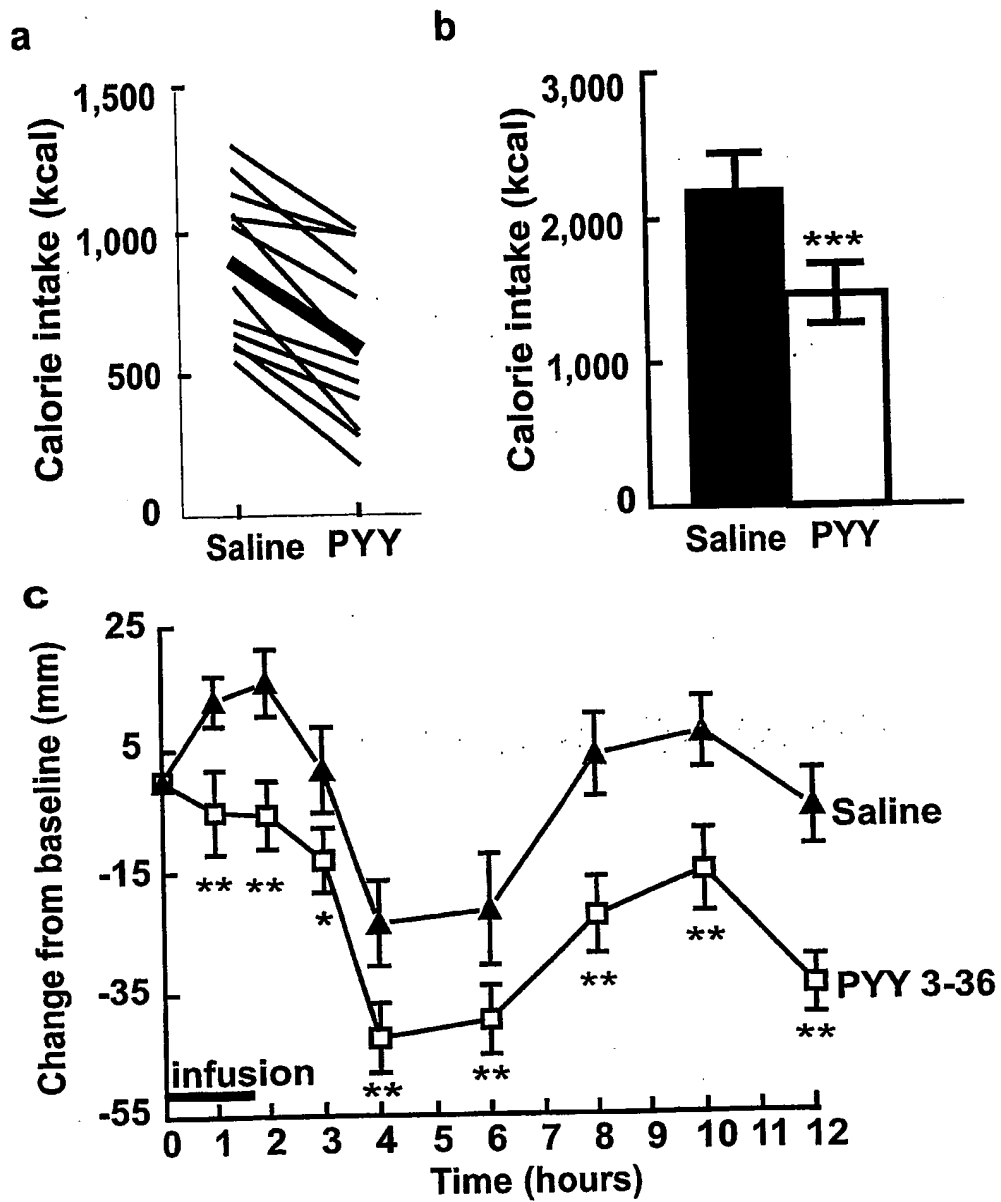 a
Calorie intake (kcal)
1,500
1,000
500
0
Saline PYY
b
Calorie intake (kcal)
3,000
2,000
1,000
0
***
Saline PYY
c
Change from baseline (mm)
25
5
-15
-35
-55
** ** * ** ** ** ** **
Saline
PYY 3-36
infusion
0 1 2 3 4 5 6 7 8 9 10 11 12
Time (hours)